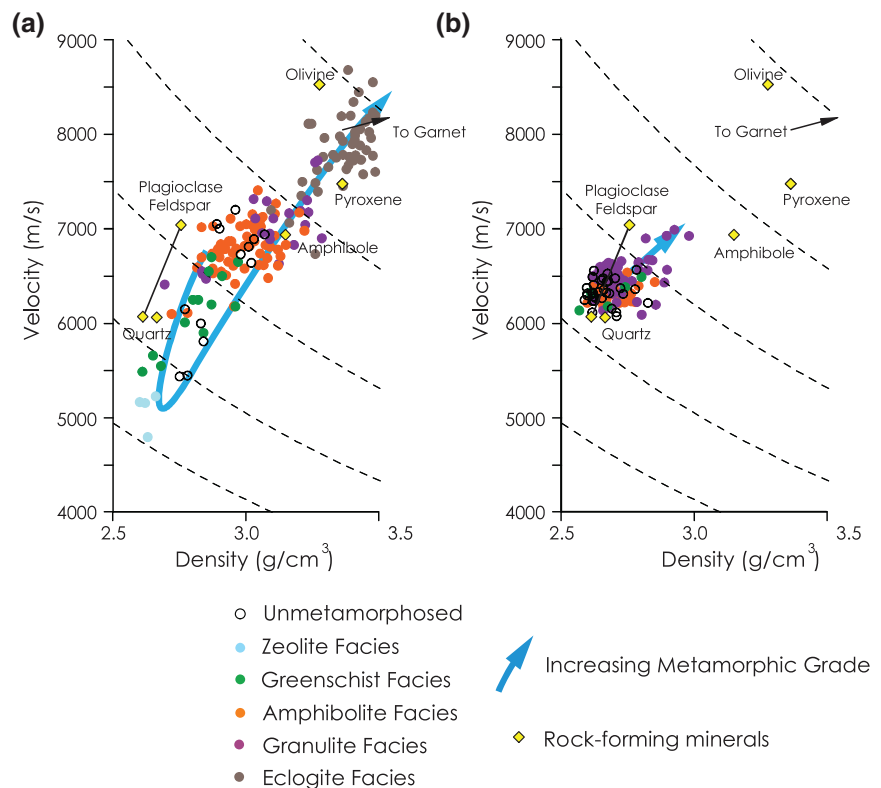 (a)
9000
8000
7000
6000
5000
4000
Velocity (m/s)
2.5
3.0
3.5
Density (g/cm³)
Olivine
To Garnet
Plagioclase
Feldspar
Pyroxene
Amphibole
Quartz
(b)
9000
8000
7000
6000
5000
4000
Velocity (m/s)
2.5
3.0
3.5
Density (g/cm³)
Olivine
To Garnet
Plagioclase
Feldspar
Pyroxene
Amphibole
Quartz
Unmetamorphosed
Zeolite Facies
Greenschist Facies
Amphibolite Facies
Granulite Facies
Eclogite Facies
Increasing Metamorphic Grade
Rock-forming minerals